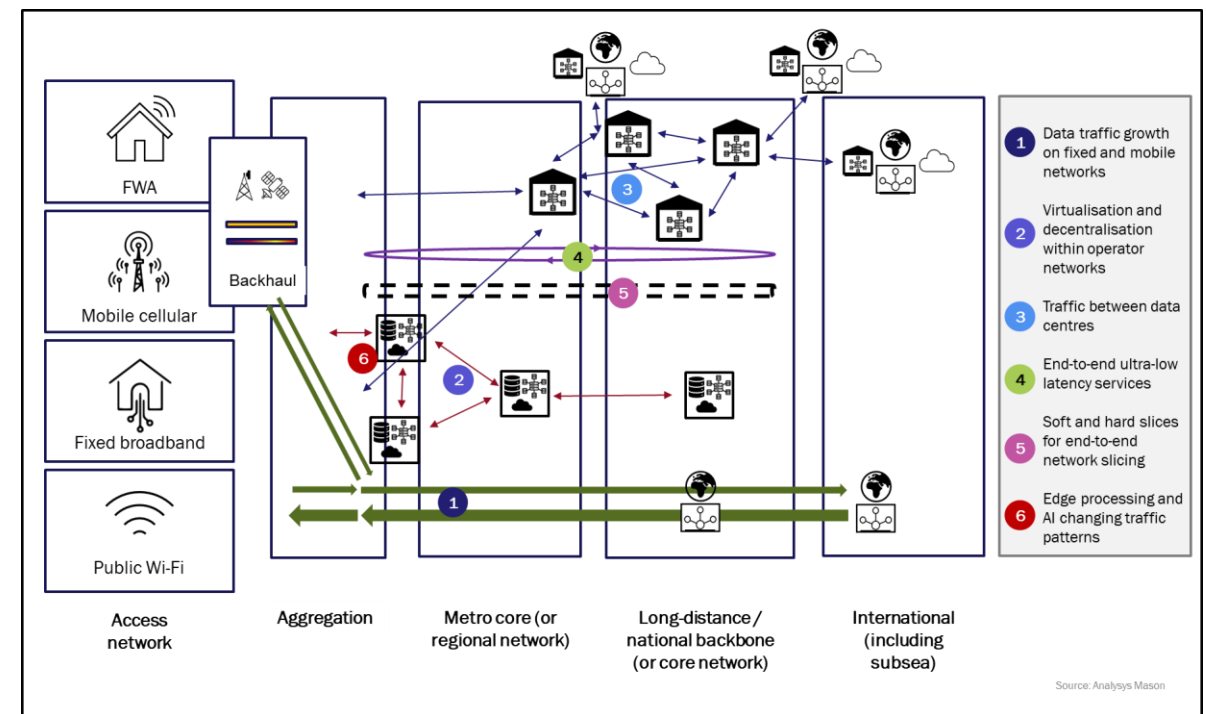 FWA
Mobile cellular
Fixed broadband
Public Wi-Fi
Backhaul
1
2
3
4
5
6
1
Data traffic growth
on fixed and mobile
networks
2
Virtualisation and
decentralisation
within operator
networks
3
Traffic between data
centres
4
End-to-end ultra-low
latency services
5
Soft and hard slices
for end-to-end
network slicing
6
Edge processing and
AI changing traffic
patterns
Access
network
Aggregation
Metro core (or
regional network)
Long-distance /
national backbone
(or core network)
International
(including
subsea)
Source: Analysys Mason